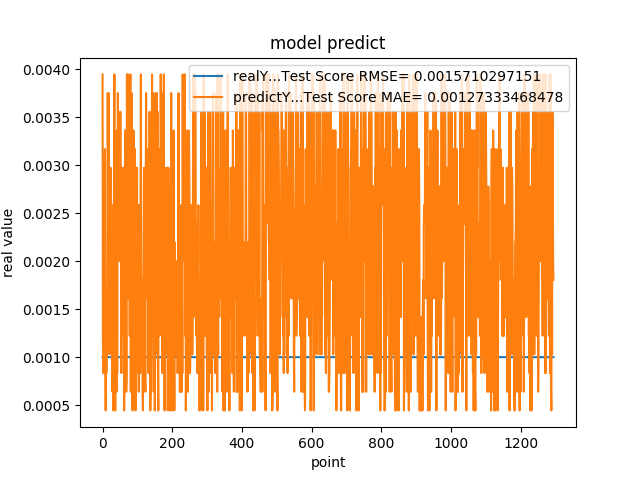 model predict
realY...Test Score RMSE= 0.0015710297151
predictY...Test Score MAE= 0.00127333468478
0.0040
0.0035
0.0030
0.0025
0.0020
0.0015
0.0010
0.0005
real value
0 200 400 600 800 1000 1200
point